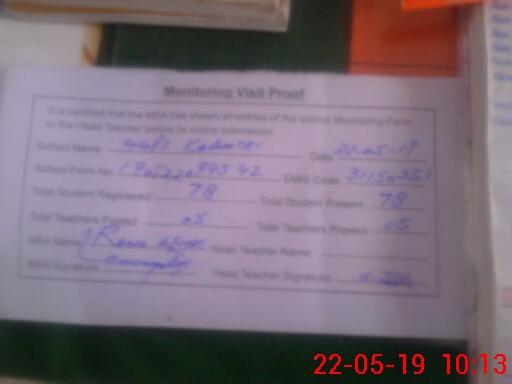 Monitoring Visit Proof
It is certified that the MEA has shown all entries of the school Monitoring Form
to the Head Teacher before its online submission
School Name GGPS Date 22-05-19
School Form No. EMIS Code 31150351
Total Student Registered 78 Total Student Present 78
Total Teachers Posted 05 Total Teachers Present 05
MEA Name Head Teacher Name
MEA Signature Head Teacher Signature
22-05-19 10:13